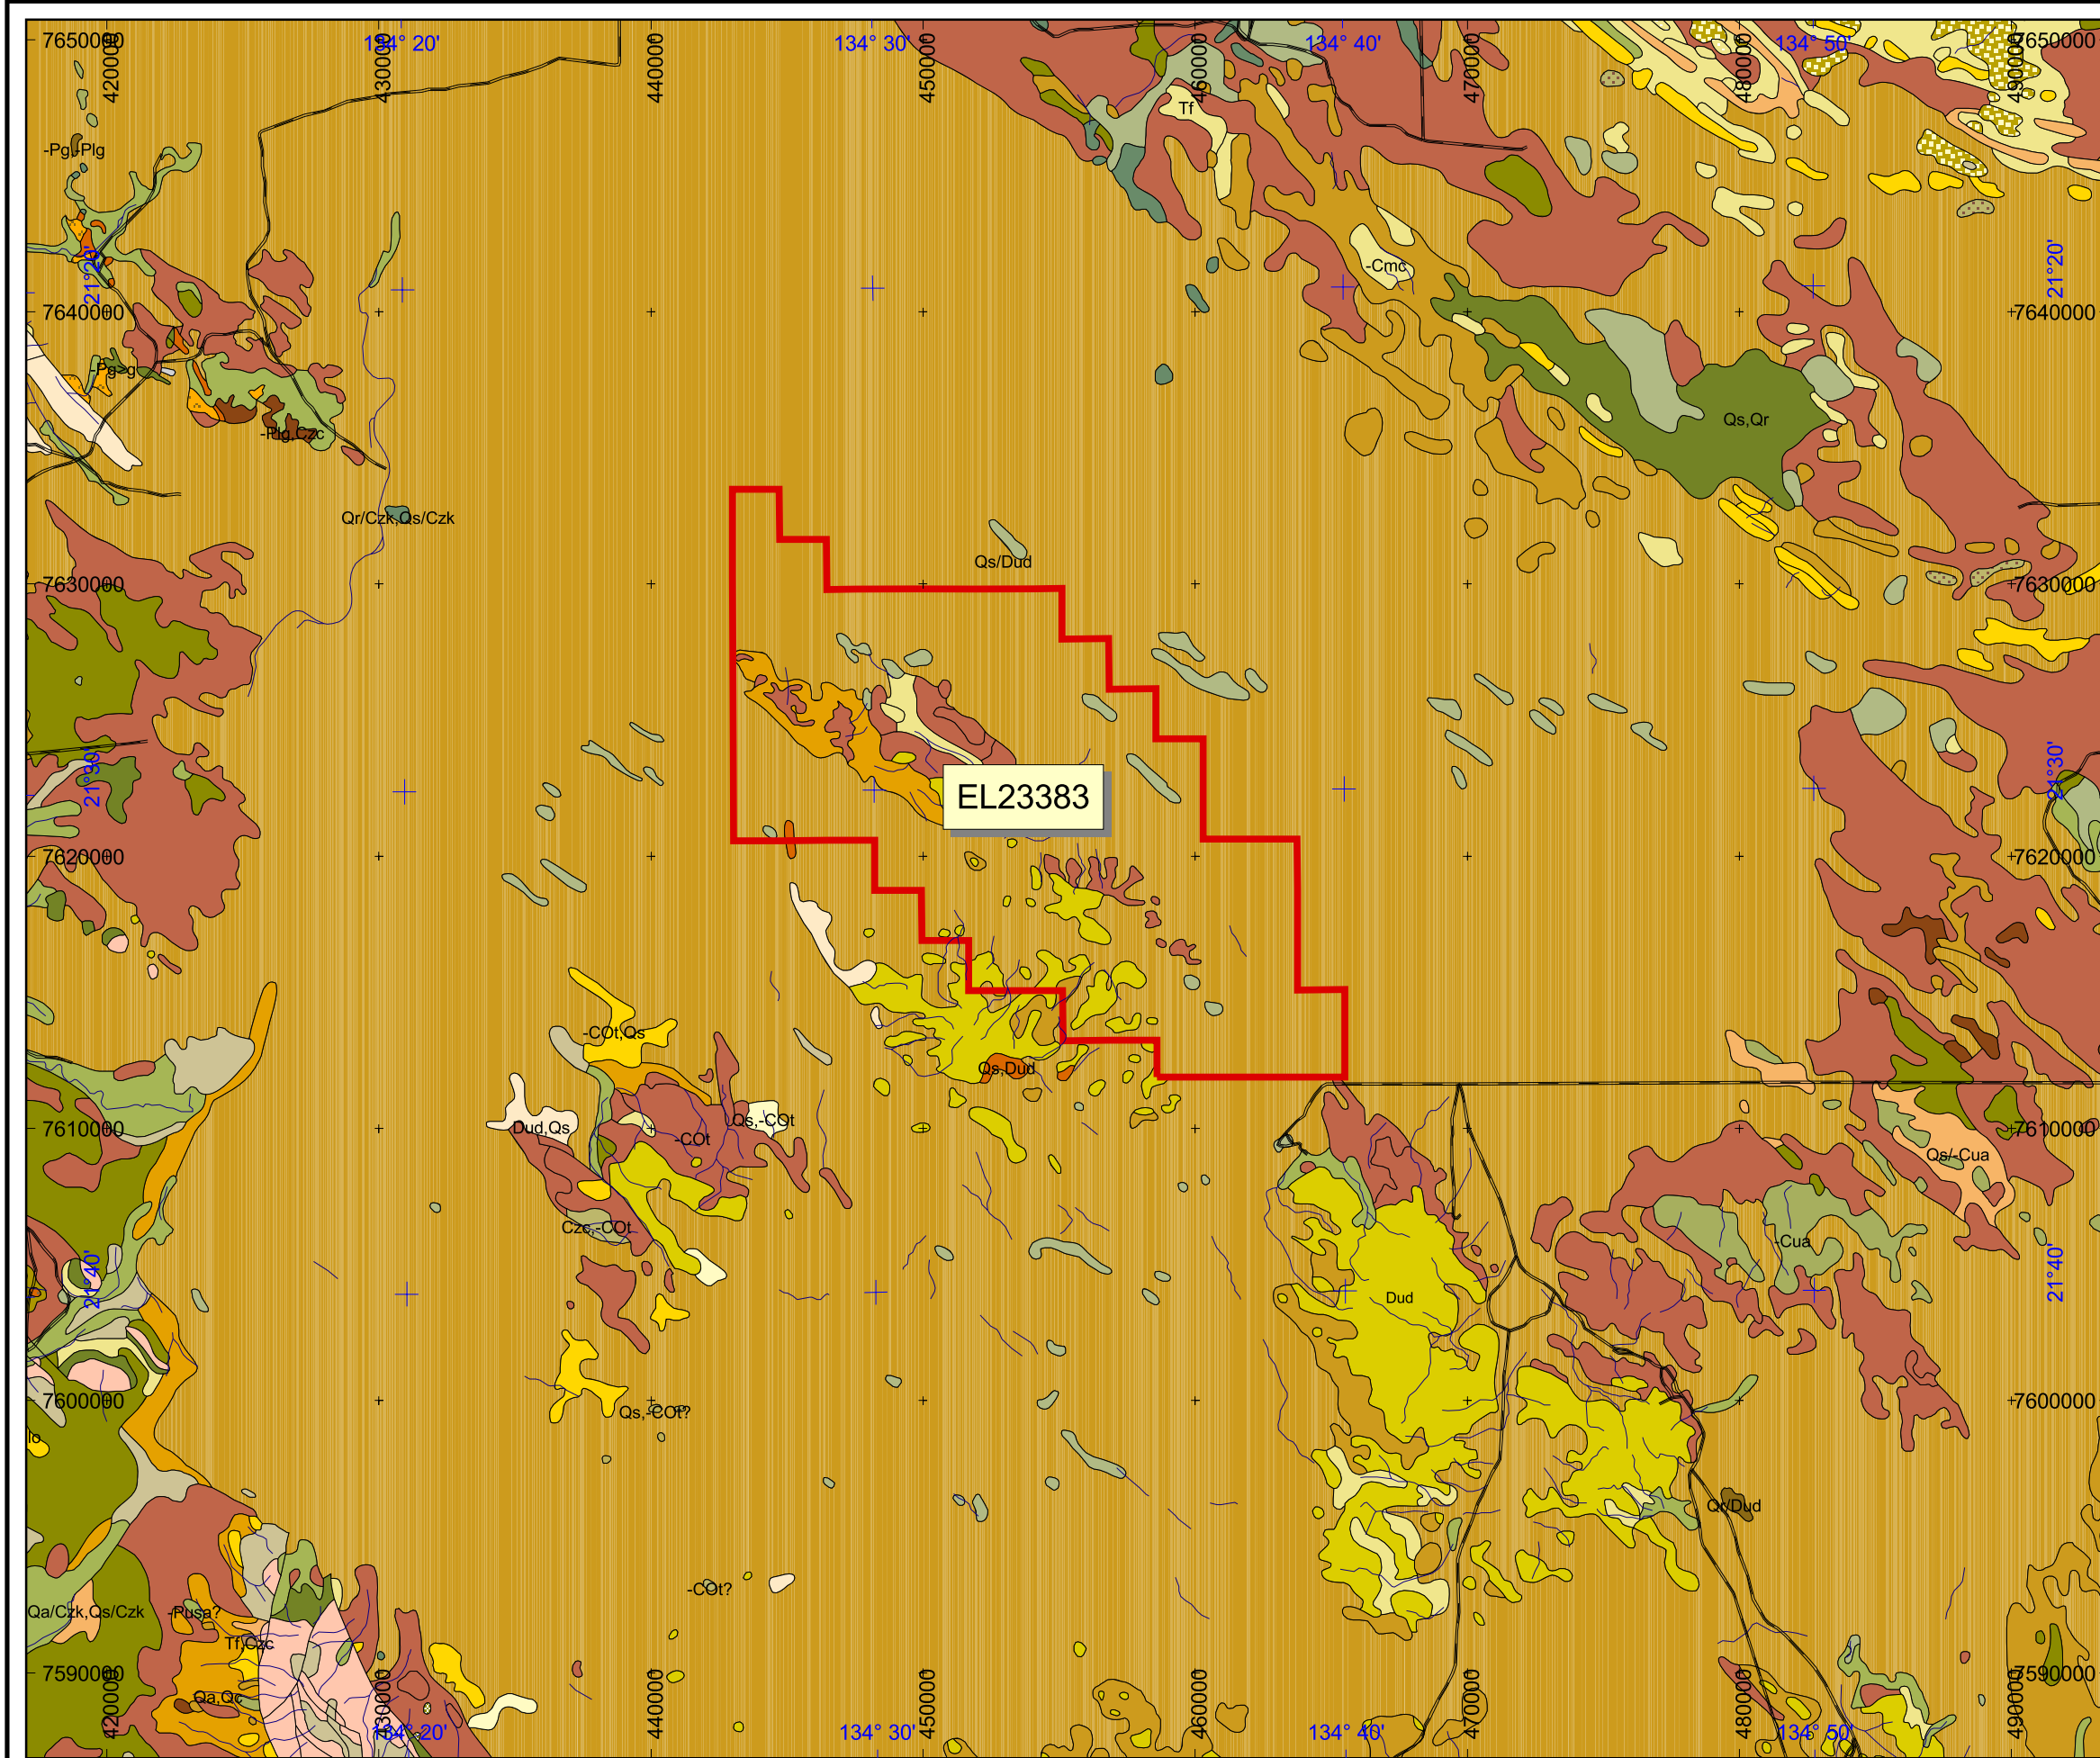 7650000
420000
134° 20'
430000
440000
134° 30'
450000
460000
134° 40'
470000
480000
134° 50'
490000
7650000
Tf
-Pg,-Plg
21°20'
-Cmc
21°20'
7640000
7640000
-Pg>g
Qs,Qr
-Plg,Czc
Qr/Czk,Qs/Czk
Qs/Dud
7630000
7630000
21°30'
EL23383
21°30'
7620000
7620000
-COt,Qs
Qs,Dud
7610000
Dud,Qs
-COt
Qs,-COt
7610000
Qs/-Cua
Czc,-COt
-Cua
21°40'
21°40'
Dud
7600000
Qs,-COt?
7600000
lo
Qr/Dud
-COt?
Qa/Czk,Qs/Czk
-Pusa?
Tf,Czc
7590000
7590000
Qa,Qc
420000
430000
134° 20'
440000
134° 30'
450000
460000
134° 40'
470000
480000
134° 50'
490000